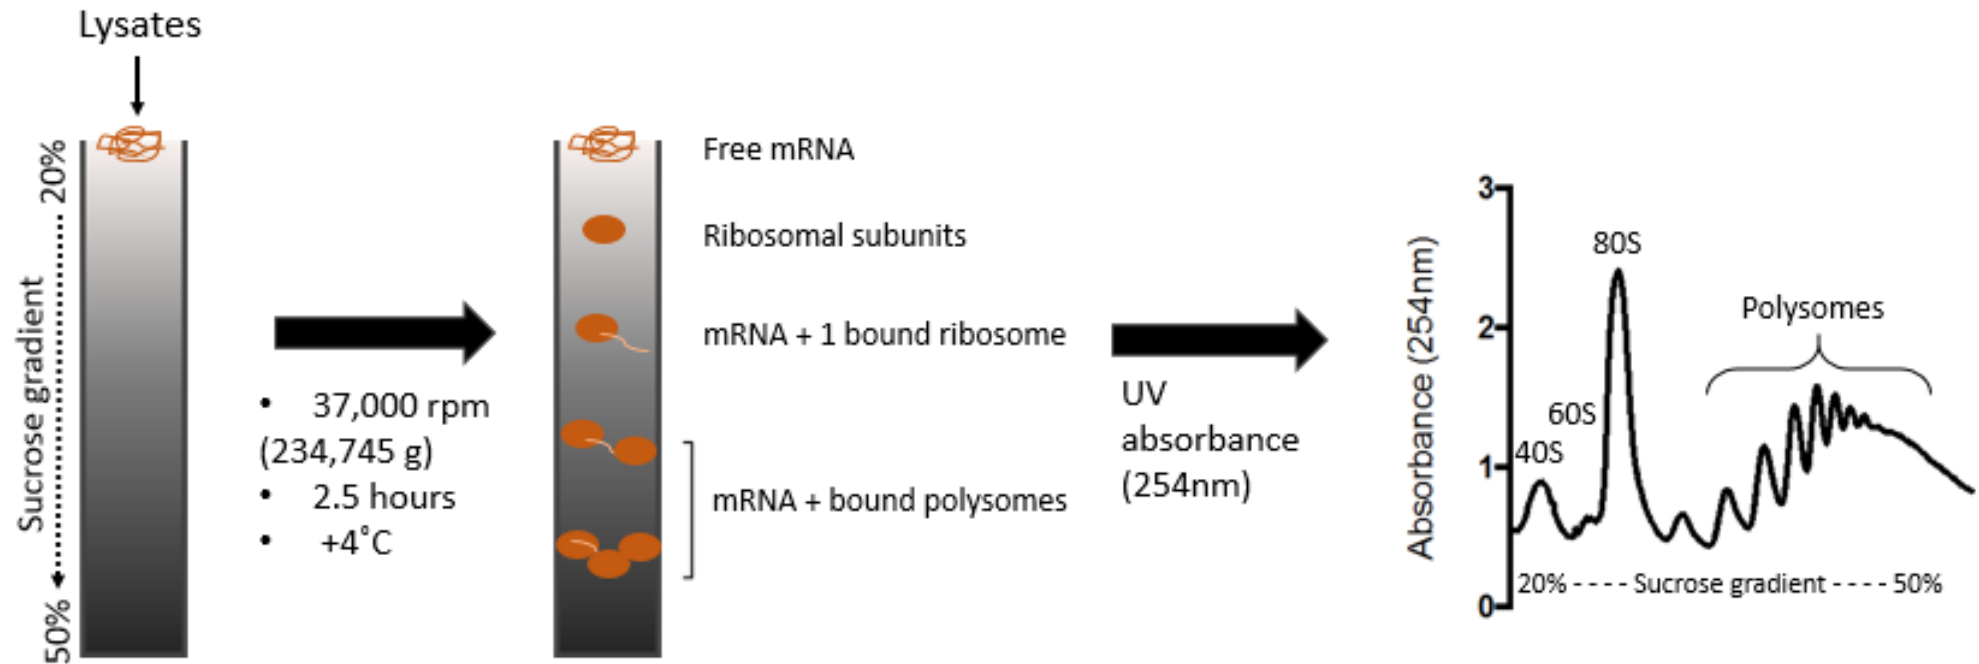 Lysates
20%
Sucrose gradient
50%
• 37,000 rpm
(234,745 g)
• 2.5 hours
• +4˚C
Free mRNA
Ribosomal subunits
mRNA + 1 bound ribosome
mRNA + bound polysomes
UV
absorbance
(254nm)
Absorbance (254nm)
3
2
1
0
40S
60S
80S
Polysomes
20% - - - - Sucrose gradient - - - - 50%